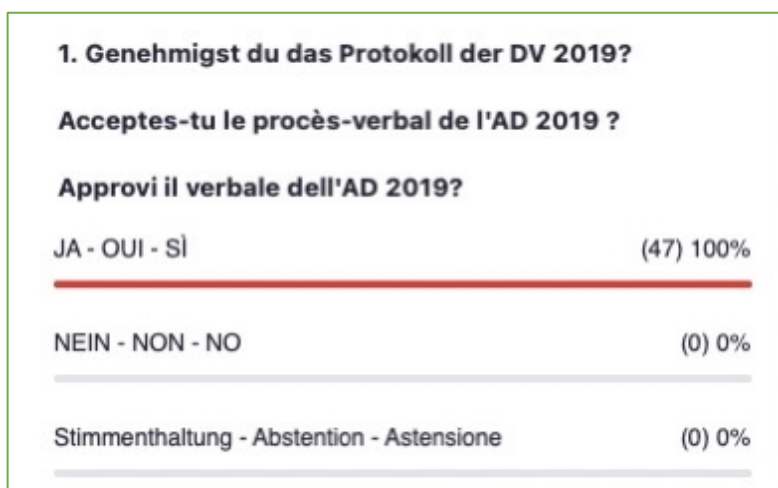 1. Genehmigst du das Protokoll der DV 2019?
Acceptes-tu le procès-verbal de l'AD 2019 ?
Approvi il verbale dell'AD 2019?
JA - OUI - SÌ (47) 100%
NEIN - NON - NO (0) 0%
Stimmenthaltung - Abstention - Astensione (0) 0%